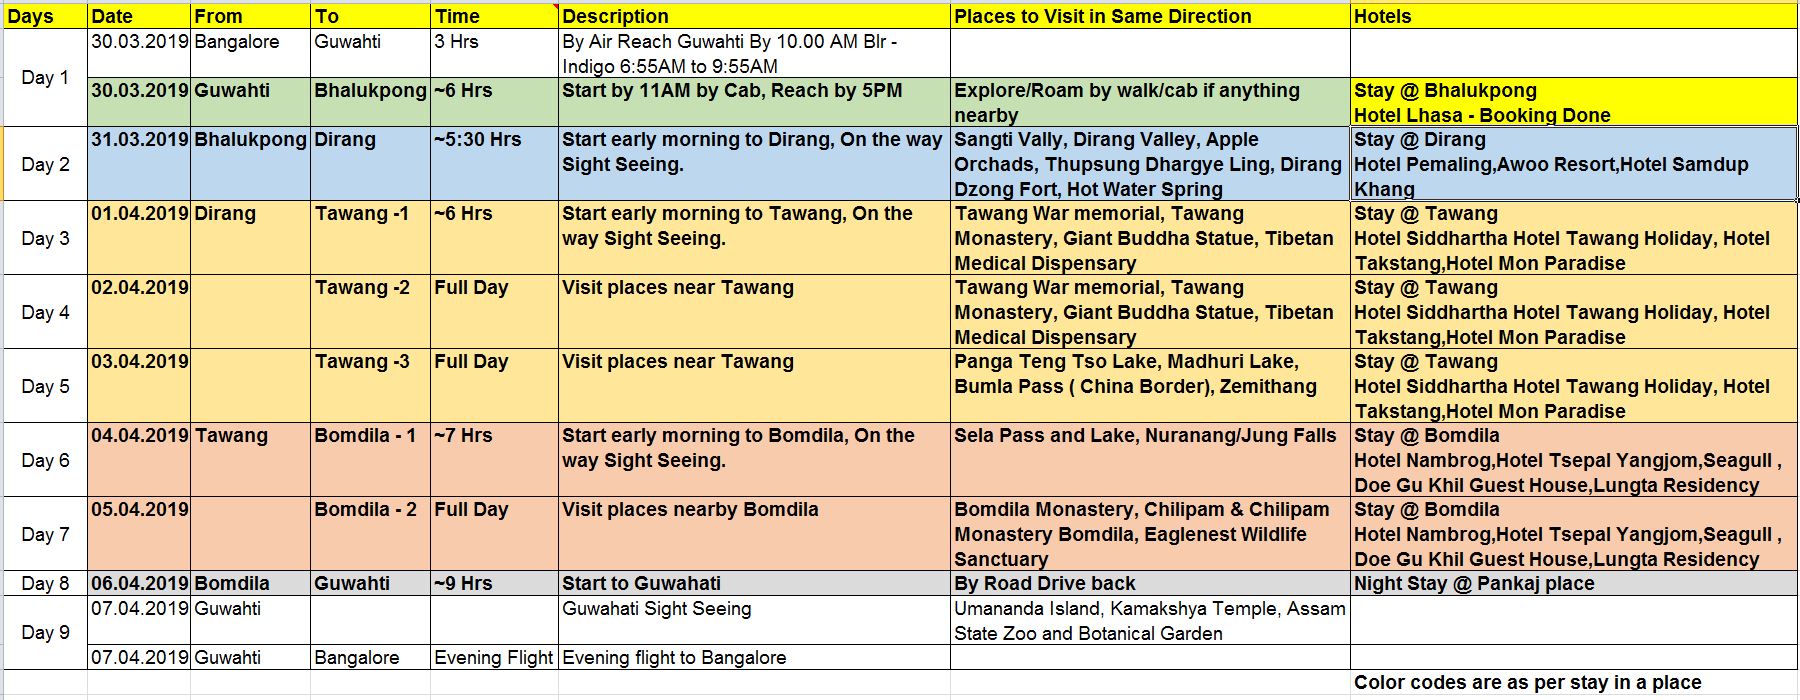 Days Date From To Time Description Places to Visit in Same Direction Hotels
Day 1
30.03.2019 Bangalore Guwahti 3 Hrs By Air Reach Guwahti By 10.00 AM Blr -
Indigo 6:55AM to 9:55AM
30.03.2019 Guwahti Bhalukpong ~6 Hrs Start by 11AM by Cab, Reach by 5PM Explore/Roam by walk/cab if anything Stay @ Bhalukpong
nearby Hotel Lhasa - Booking Done
31.03.2019 Bhalukpong Dirang ~5:30 Hrs Start early morning to Dirang, On the way Sangti Vally, Dirang Valley, Apple Stay @ Dirang
Day 2 Sight Seeing. Orchads, Thupsung Dhargye Ling, Dirang Hotel Pemaling,Awoo Resort,Hotel Samdup
Dzong Fort, Hot Water Spring Khang
01.04.2019 Dirang Tawang -1 ~6 Hrs Start early morning to Tawang, On the Tawang War memorial, Tawang Stay @ Tawang
Day 3 way Sight Seeing. Monastery, Giant Buddha Statue, Tibetan Hotel Siddhartha Hotel Tawang Holiday, Hotel
Medical Dispensary Takstang,Hotel Mon Paradise
02.04.2019 Tawang -2 Full Day Visit places near Tawang Tawang War memorial, Tawang Stay @ Tawang
Day 4 Monastery, Giant Buddha Statue, Tibetan Hotel Siddhartha Hotel Tawang Holiday, Hotel
Medical Dispensary Takstang,Hotel Mon Paradise
03.04.2019 Tawang -3 Full Day Visit places near Tawang Panga Teng Tso Lake, Madhuri Lake, Stay @ Tawang
Day 5 Bumla Pass ( China Border), Zemithang Hotel Siddhartha Hotel Tawang Holiday, Hotel
Takstang,Hotel Mon Paradise
04.04.2019 Tawang Bomdila - 1 ~7 Hrs Start early morning to Bomdila, On the Sela Pass and Lake, Nuranang/Jung Falls Stay @ Bomdila
Day 6 way Sight Seeing. Hotel Nambrog,Hotel Tsepal Yangjom,Seagull ,
Doe Gu Khil Guest House,Lungta Residency
05.04.2019 Bomdila - 2 Full Day Visit places nearby Bomdila Bomdila Monastery, Chilipam & Chilipam Stay @ Bomdila
Day 7 Monastery Bomdila, Eaglenest Wildlife Hotel Nambrog,Hotel Tsepal Yangjom,Seagull ,
Sanctuary Doe Gu Khil Guest House,Lungta Residency
Day 8 06.04.2019 Bomdila Guwahti ~9 Hrs Start to Guwahati By Road Drive back Night Stay @ Pankaj place
Day 9
07.04.2019 Guwahti Guwahati Sight Seeing Umananda Island, Kamakshya Temple, Assam
State Zoo and Botanical Garden
07.04.2019 Guwahti Bangalore Evening Flight Evening flight to Bangalore
Color codes are as per stay in a place